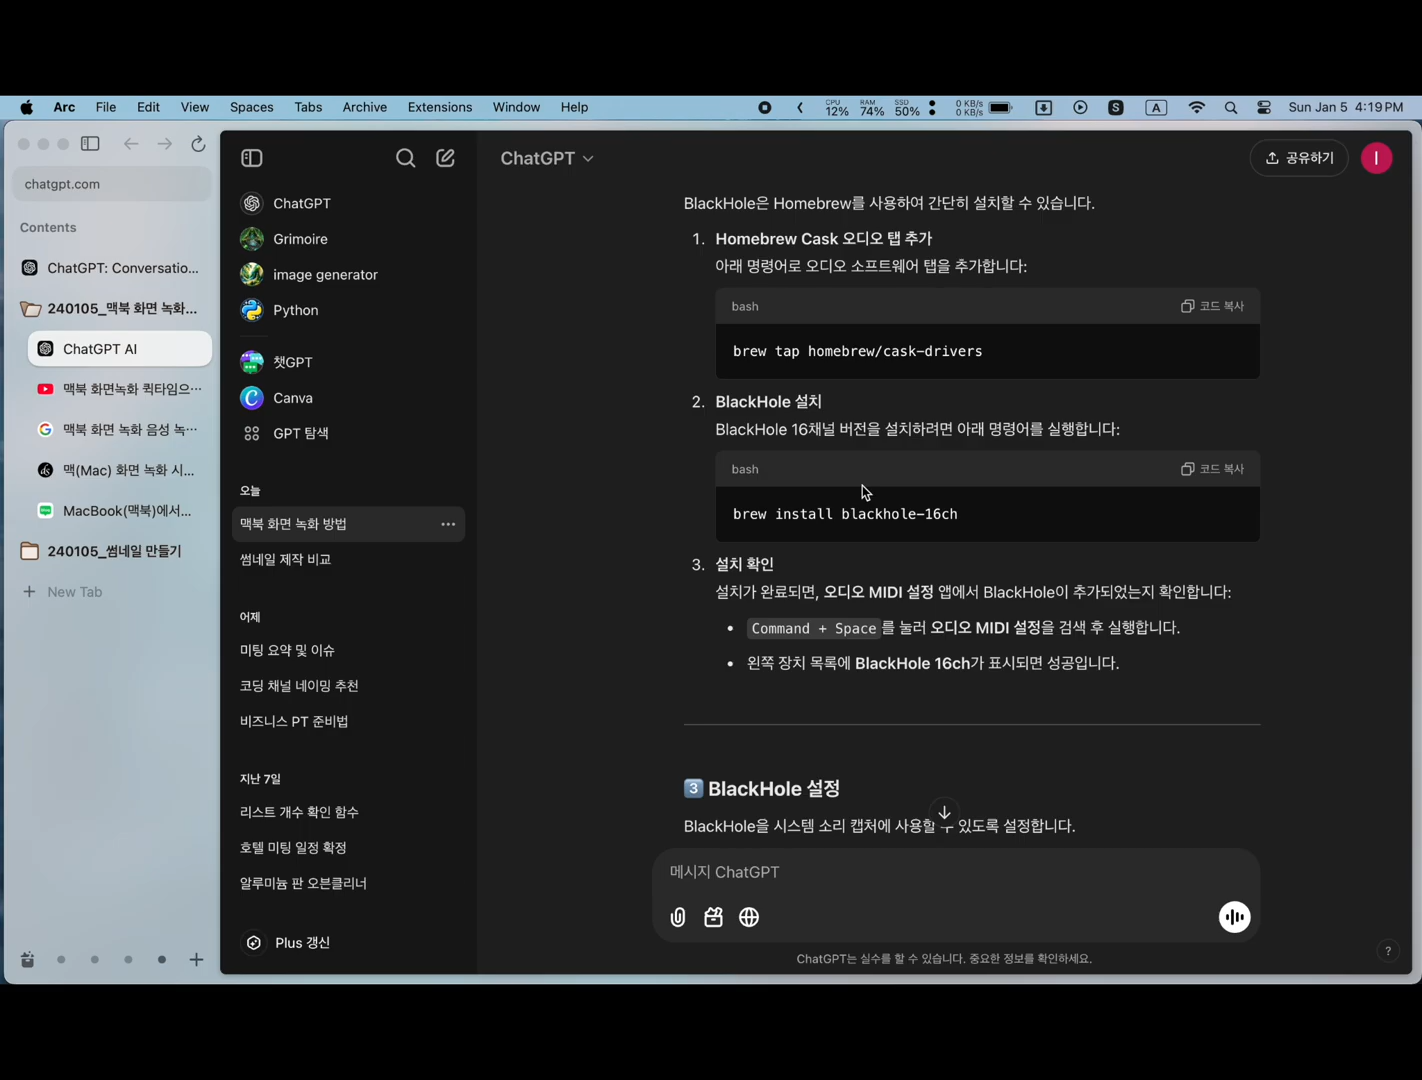 Arc File Edit View Spaces Tabs Archive Extensions Window Help
CPU 12% RAM 74% SSD 50% 0 KB/s 0 KB/s S A Sun Jan 5 4:19 PM
chatgpt.com
Contents
ChatGPT: Conversatio...
240105_맥북 화면 녹화...
ChatGPT AI
맥북 화면녹화 퀵타임으...
맥북 화면 녹화 음성 녹...
맥(Mac) 화면 녹화 시...
MacBook(맥북)에서...
240105_썸네일 만들기
New Tab
ChatGPT
Grimoire
image generator
Python
챗GPT
Canva
GPT 탐색
오늘
맥북 화면 녹화 방법
썸네일 제작 비교
어제
미팅 요약 및 이슈
코딩 채널 네이밍 추천
비즈니스 PT 준비법
지난 7일
리스트 개수 확인 함수
호텔 미팅 일정 확정
알루미늄 판 오븐클리너
Plus 갱신
ChatGPT
공유하기
I
BlackHole은 Homebrew를 사용하여 간단히 설치할 수 있습니다.
1. Homebrew Cask 오디오 탭 추가
아래 명령어로 오디오 소프트웨어 탭을 추가합니다:
bash 코드 복사
brew tap homebrew/cask-drivers
2. BlackHole 설치
BlackHole 16채널 버전을 설치하려면 아래 명령어를 실행합니다:
bash 코드 복사
brew install blackhole-16ch
3. 설치 확인
설치가 완료되면, 오디오 MIDI 설정 앱에서 BlackHole이 추가되었는지 확인합니다:
• Command + Space 를 눌러 오디오 MIDI 설정을 검색 후 실행합니다.
• 왼쪽 장치 목록에 BlackHole 16ch가 표시되면 성공입니다.
3 BlackHole 설정
BlackHole을 시스템 소리 캡처에 사용할 있도록 설정합니다.
메시지 ChatGPT
ChatGPT는 실수를 할 수 있습니다. 중요한 정보를 확인하세요.
?